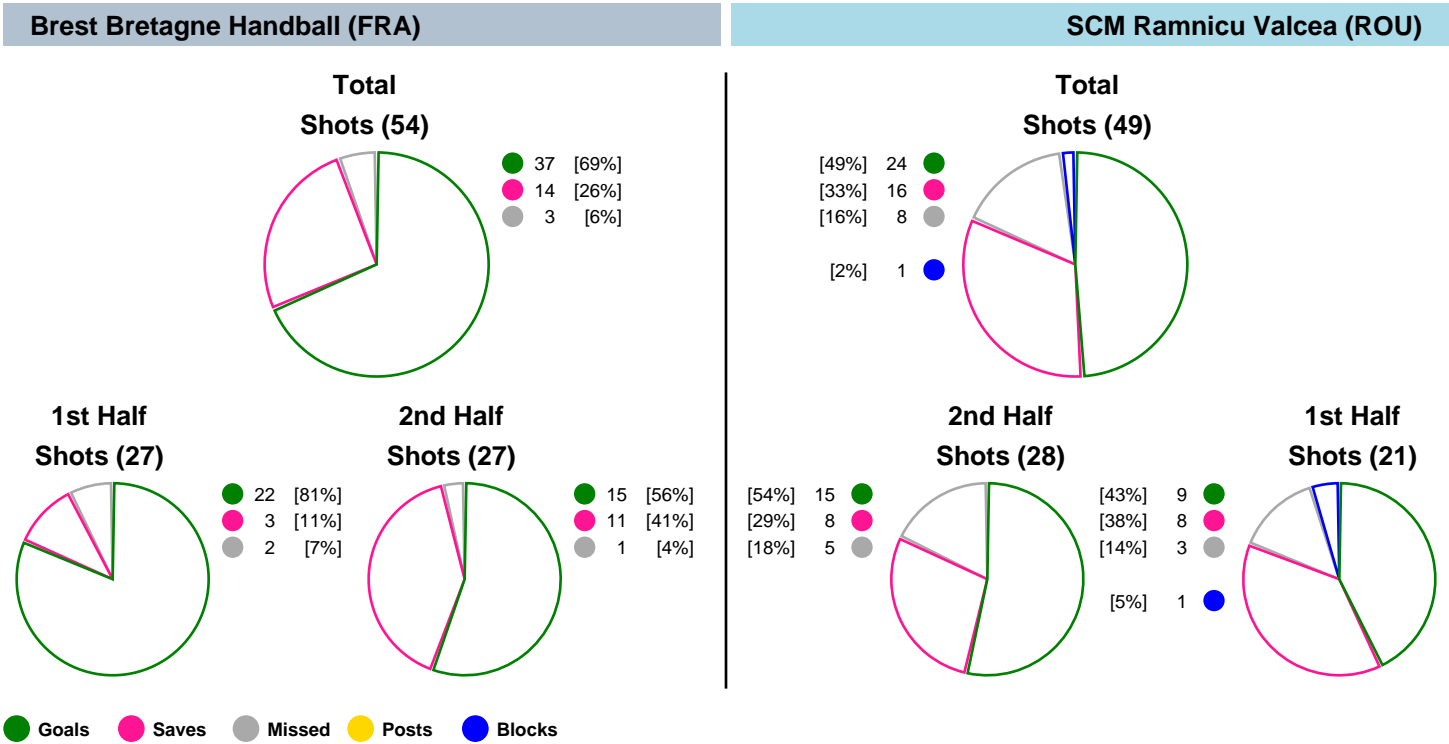 Brest Bretagne Handball (FRA)
SCM Ramnicu Valcea (ROU)
Total
Shots (54)
37 [69%]
14 [26%]
3 [6%]
Total
Shots (49)
[49%] 24
[33%] 16
[16%] 8
[2%] 1
1st Half
Shots (27)
22 [81%]
3 [11%]
2 [7%]
2nd Half
Shots (27)
15 [56%]
11 [41%]
1 [4%]
2nd Half
Shots (28)
[54%] 15
[29%] 8
[18%] 5
1st Half
Shots (21)
[43%] 9
[38%] 8
[14%] 3
[5%] 1
Goals Saves Missed Posts Blocks